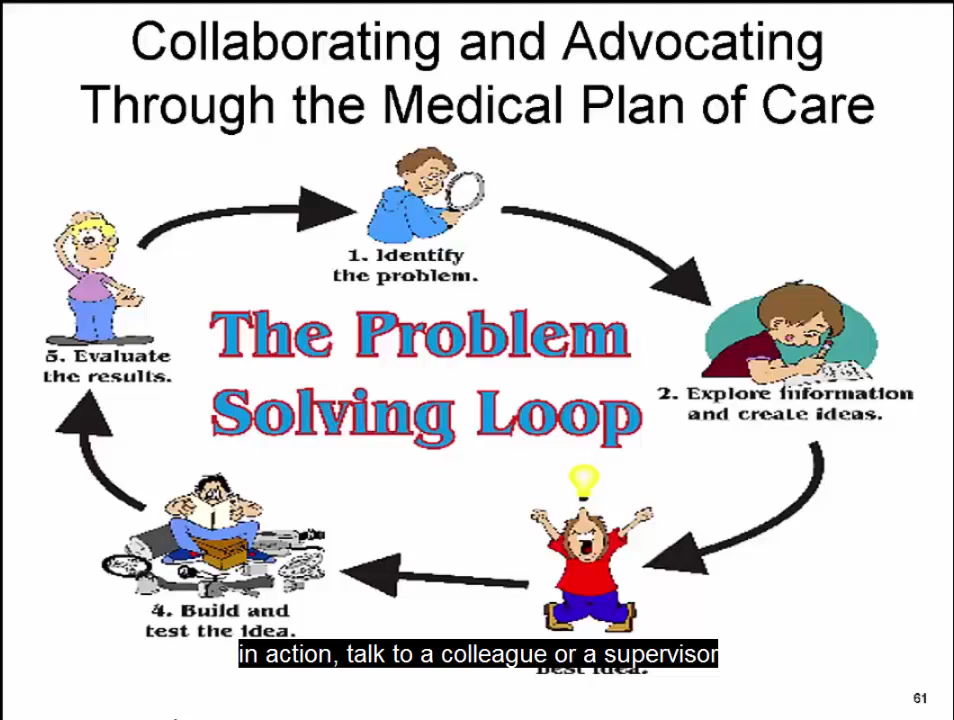 Collaborating and Advocating
Through the Medical Plan of Care
1. Identify
the problem.
2. Explore information
and create ideas.
The Problem
Solving Loop
5. Evaluate
the results.
4. Build and
test the idea.
best idea.
in action, talk to a colleague or a supervisor
61